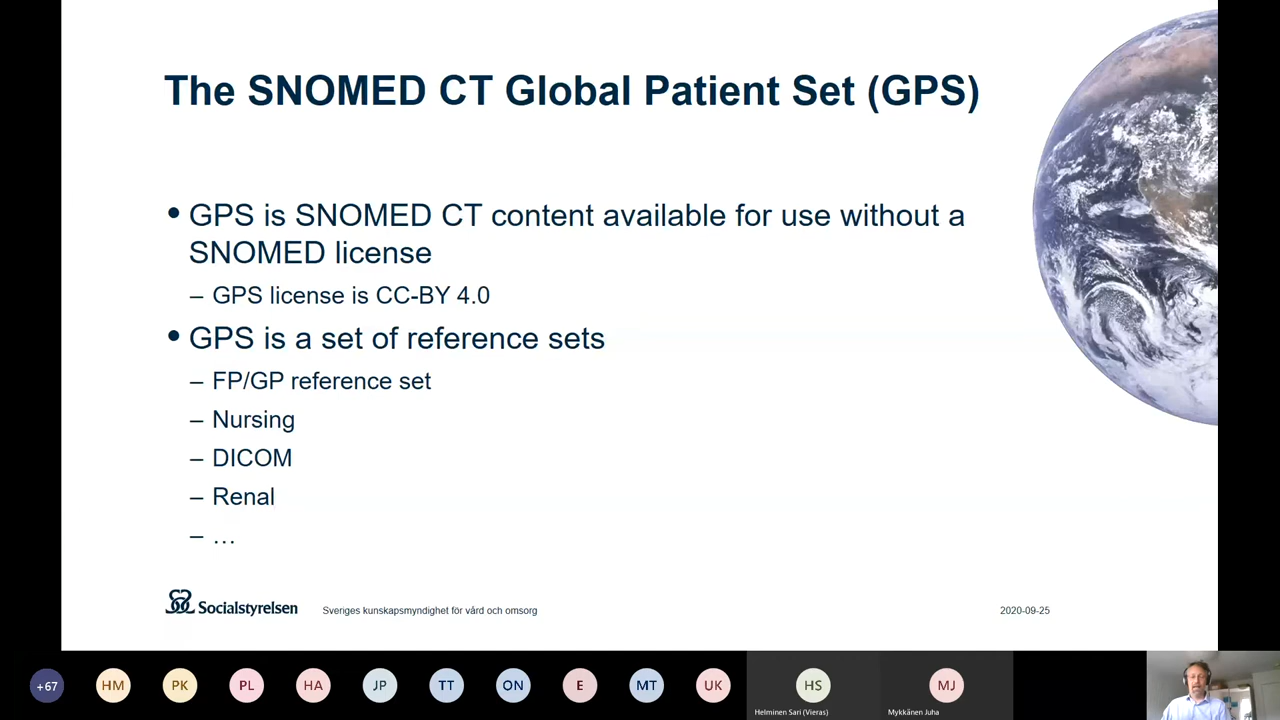 The SNOMED CT Global Patient Set (GPS)
• GPS is SNOMED CT content available for use without a
SNOMED license
– GPS license is CC-BY 4.0
• GPS is a set of reference sets
– FP/GP reference set
– Nursing
– DICOM
– Renal
– …
Socialstyrelsen
Sveriges kunskapsmyndighet för vård och omsorg
2020-09-25
+67
HM
PK
PL
HA
JP
TT
ON
E
MT
UK
HS
MJ
Helminen Sari (Vieras)
Mykkänen Juha